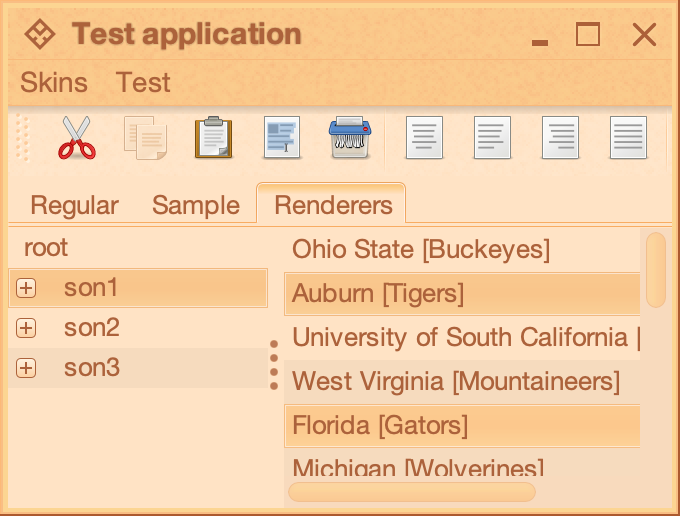 Test application
Skins Test
Regular Sample Renderers
root
son1
son2
son3
Ohio State [Buckeyes]
Auburn [Tigers]
University of South California [
West Virginia [Mountaineers]
Florida [Gators]
Michigan [Wolverines]